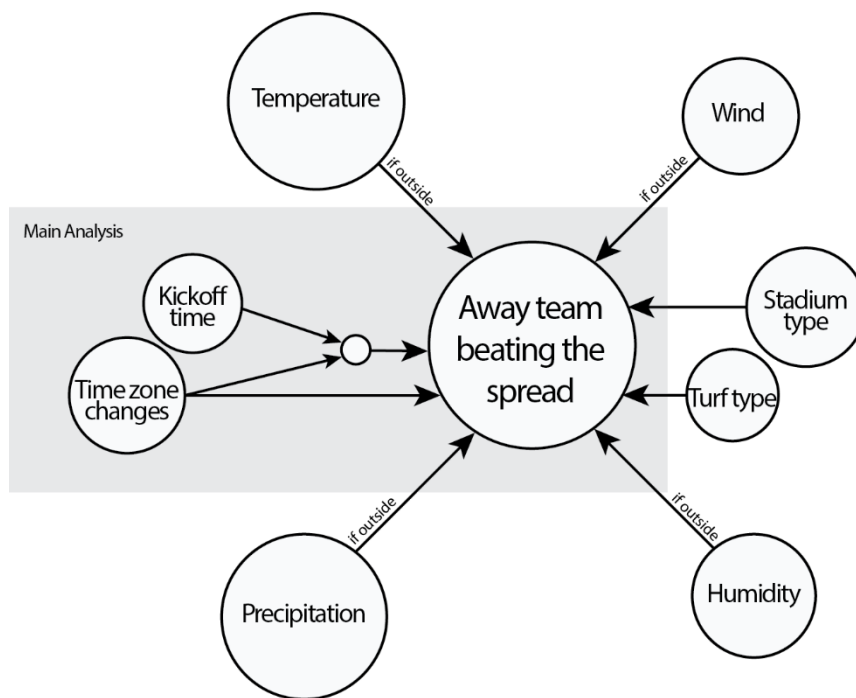 Temperature
Wind
if outside
if outside
Main Analysis
Kickoff
time
Time zone
changes
Away team
beating the
spread
Stadium
type
Turf type
if outside
if outside
Precipitation
Humidity